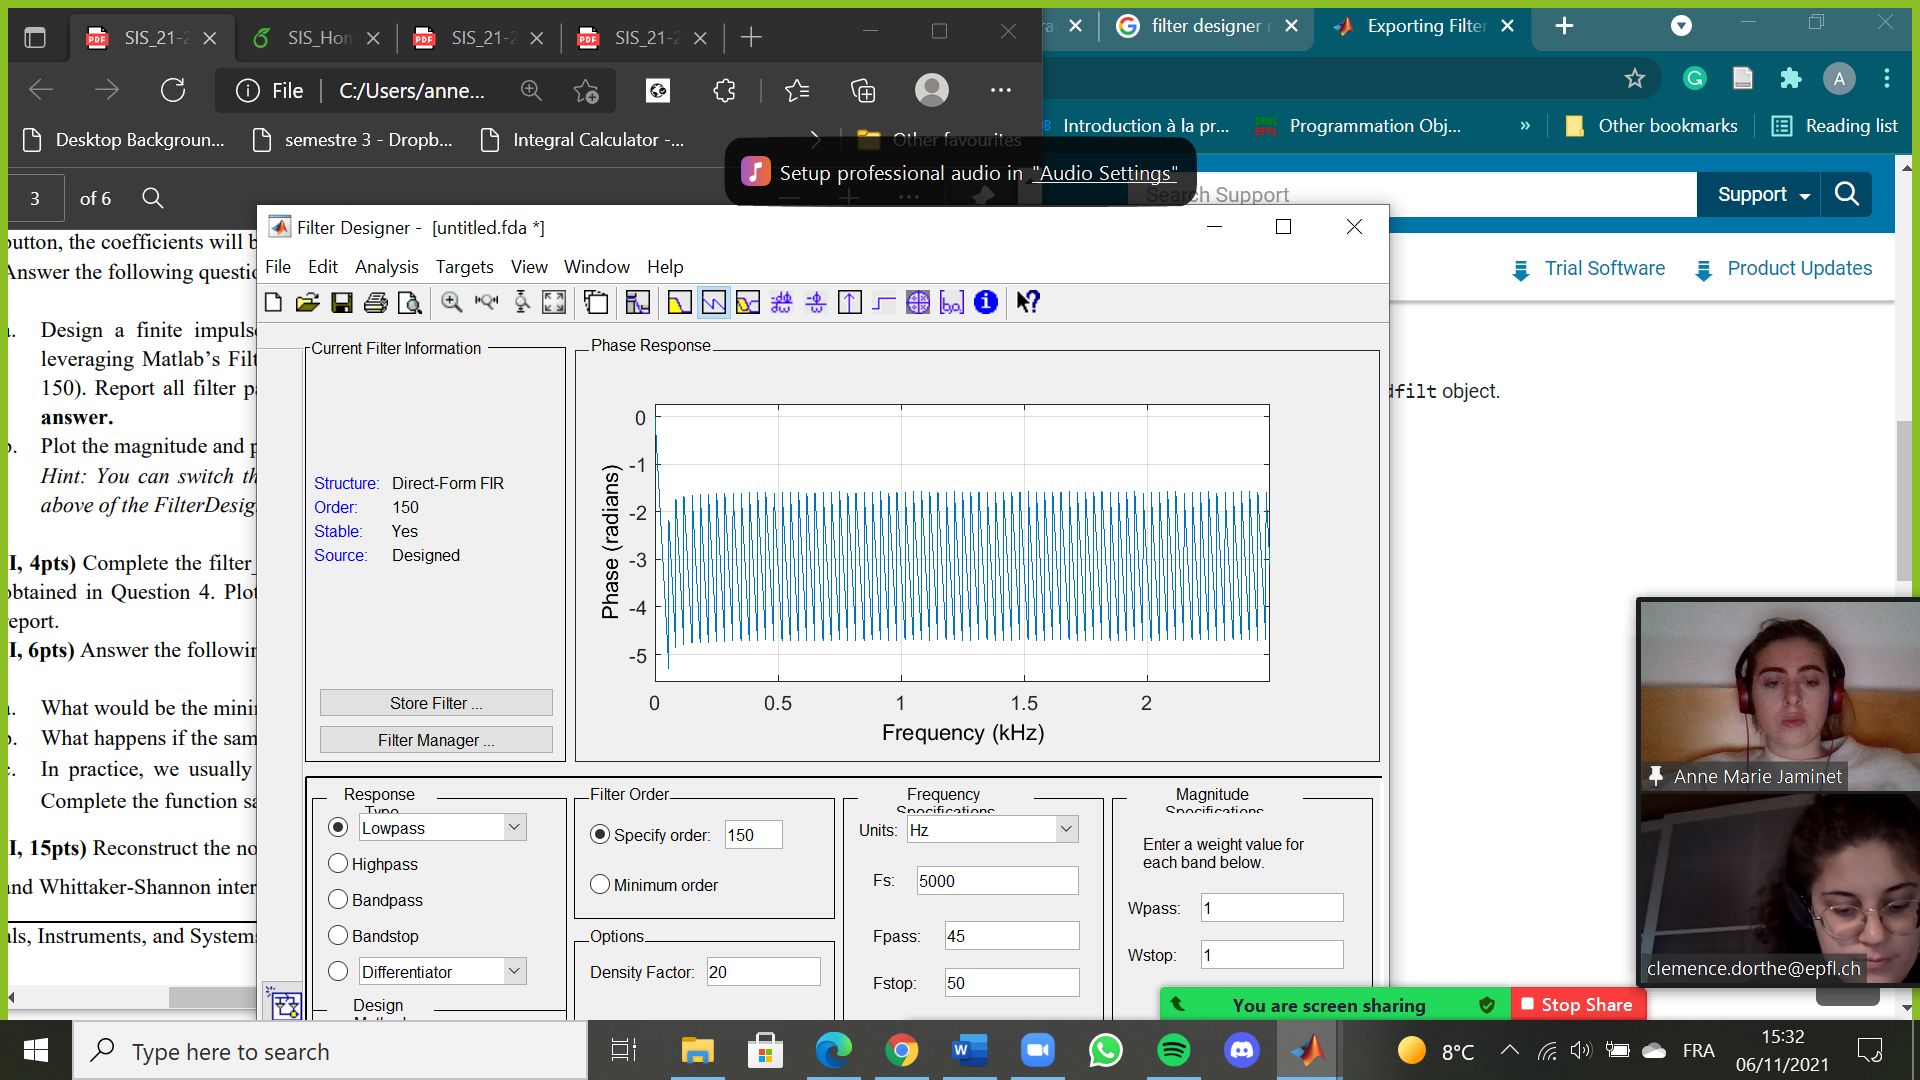 SIS_21-2
SIS_Hon
SIS_21-2
SIS_21-2
filter designer
Exporting Filter
File
C:/Users/anne...
Desktop Backgroun...
semestre 3 - Dropb...
Integral Calculator -...
Other favourites
Introduction à la pr...
Programmation Obj...
»
Other bookmarks
Reading list
Setup professional audio in "Audio Settings"
Search Support
Support
3
of 6
Trial Software
Product Updates
dfilt object.
button, the coefficients will b
Answer the following questio
Design a finite impuls
leveraging Matlab's Filt
150). Report all filter p
answer.
Plot the magnitude and p
Hint: You can switch th
above of the FilterDesig
I, 4pts) Complete the filter_
obtained in Question 4. Plot
report.
I, 6pts) Answer the followin
What would be the mini
What happens if the sam
In practice, we usually
Complete the function sa
I, 15pts) Reconstruct the no
and Whittaker-Shannon inter
als, Instruments, and Systems
Filter Designer - [untitled.fda *]
File
Edit
Analysis
Targets
View
Window
Help
Current Filter Information
Structure: Direct-Form FIR
Order: 150
Stable: Yes
Source: Designed
Store Filter ...
Filter Manager ...
Phase Response
Phase (radians)
0
-1
-2
-3
-4
-5
0
0.5
1
1.5
2
Frequency (kHz)
Response
Type
Lowpass
Highpass
Bandpass
Bandstop
Differentiator
Design
Filter Order
Specify order: 150
Minimum order
Options
Density Factor: 20
Frequency
Specifications
Units: Hz
Fs: 5000
Fpass: 45
Fstop: 50
Magnitude
Specifications
Enter a weight value for
each band below.
Wpass: 1
Wstop: 1
Anne Marie Jaminet
clemence.dorthe@epfl.ch
You are screen sharing
Stop Share
Type here to search
8°C
FRA
15:32
06/11/2021